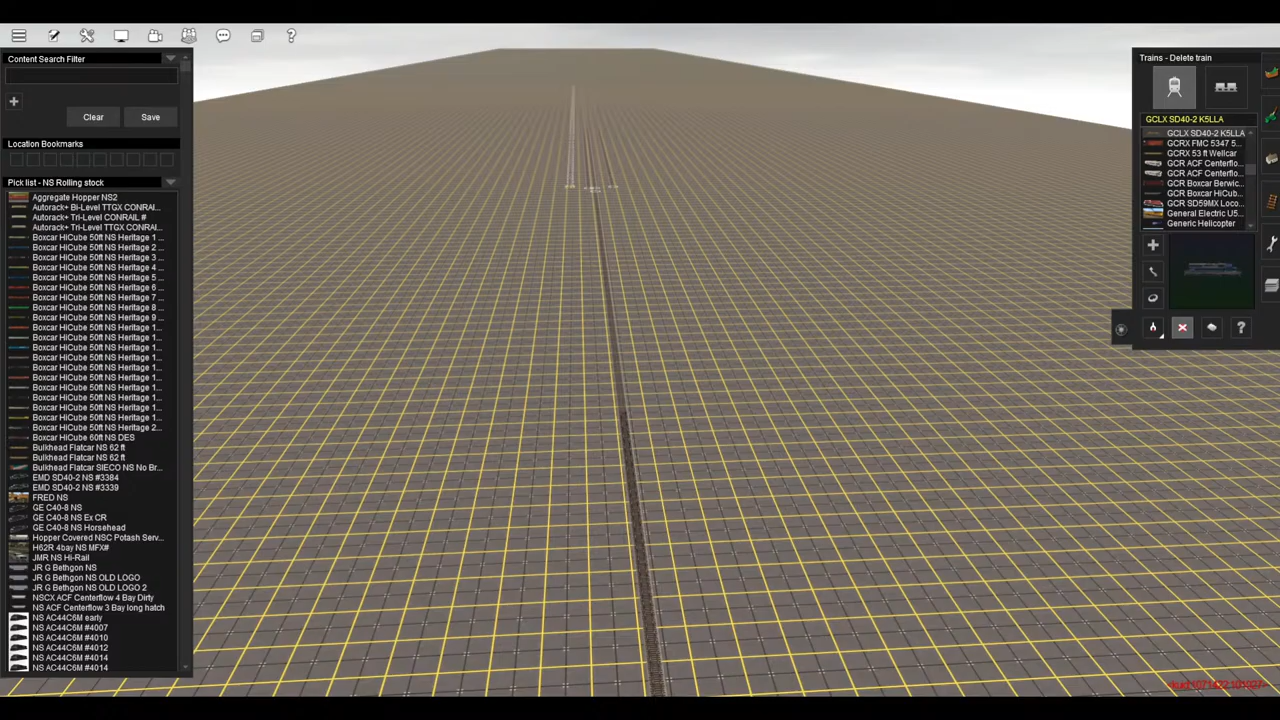 Content Search Filter
Clear
Save
Location Bookmarks
Pick list - NS Rolling stock
Aggregate Hopper NS2
Autorack+ Bi-Level TTGX CONRAI...
Autorack+ Tri-Level CONRAIL #
Autorack+ Tri-Level TTGX CONRAI...
Boxcar HiCube 50ft NS Heritage 1 ...
Boxcar HiCube 50ft NS Heritage 2 ...
Boxcar HiCube 50ft NS Heritage 3 ...
Boxcar HiCube 50ft NS Heritage 4 ...
Boxcar HiCube 50ft NS Heritage 5 ...
Boxcar HiCube 50ft NS Heritage 6 ...
Boxcar HiCube 50ft NS Heritage 7 ...
Boxcar HiCube 50ft NS Heritage 8 ...
Boxcar HiCube 50ft NS Heritage 9 ...
Boxcar HiCube 50ft NS Heritage 1...
Boxcar HiCube 50ft NS Heritage 1...
Boxcar HiCube 50ft NS Heritage 1...
Boxcar HiCube 50ft NS Heritage 1...
Boxcar HiCube 50ft NS Heritage 1...
Boxcar HiCube 50ft NS Heritage 1...
Boxcar HiCube 50ft NS Heritage 1...
Boxcar HiCube 50ft NS Heritage 1...
Boxcar HiCube 50ft NS Heritage 1...
Boxcar HiCube 50ft NS Heritage 1...
Boxcar HiCube 50ft NS Heritage 2...
Boxcar HiCube 60ft NS DES
Bulkhead Flatcar NS 62 ft
Bulkhead Flatcar NS 62 ft
Bulkhead Flatcar SIECO NS No Br...
EMD SD40-2 NS #3384
EMD SD40-2 NS #3339
FRED NS
GE C40-8 NS
GE C40-8 NS Ex CR
GE C40-8 NS Horsehead
Hopper Covered NSC Potash Serv...
H62R 4bay NS MFX#
JMR NS Hi-Rail
JR G Bethgon NS
JR G Bethgon NS OLD LOGO
JR G Bethgon NS OLD LOGO 2
NSCX ACF Centerflow 4 Bay Dirty
NS ACF Centerflow 3 Bay long hatch
NS AC44C6M early
NS AC44C6M #4007
NS AC44C6M #4010
NS AC44C6M #4012
NS AC44C6M #4014
NS AC44C6M #4014
Trains - Delete train
GCLX SD40-2 K5LLA
GCLX SD40-2 K5LLA
GCRX FMC 5347 5...
GCRX 53 ft Wellcar
GCR ACF Centerflo...
GCR ACF Centerflo...
GCR Boxcar Berwic...
GCR Boxcar HiCub...
GCR SD59MX Loco...
General Electric U5...
Generic Helicopter